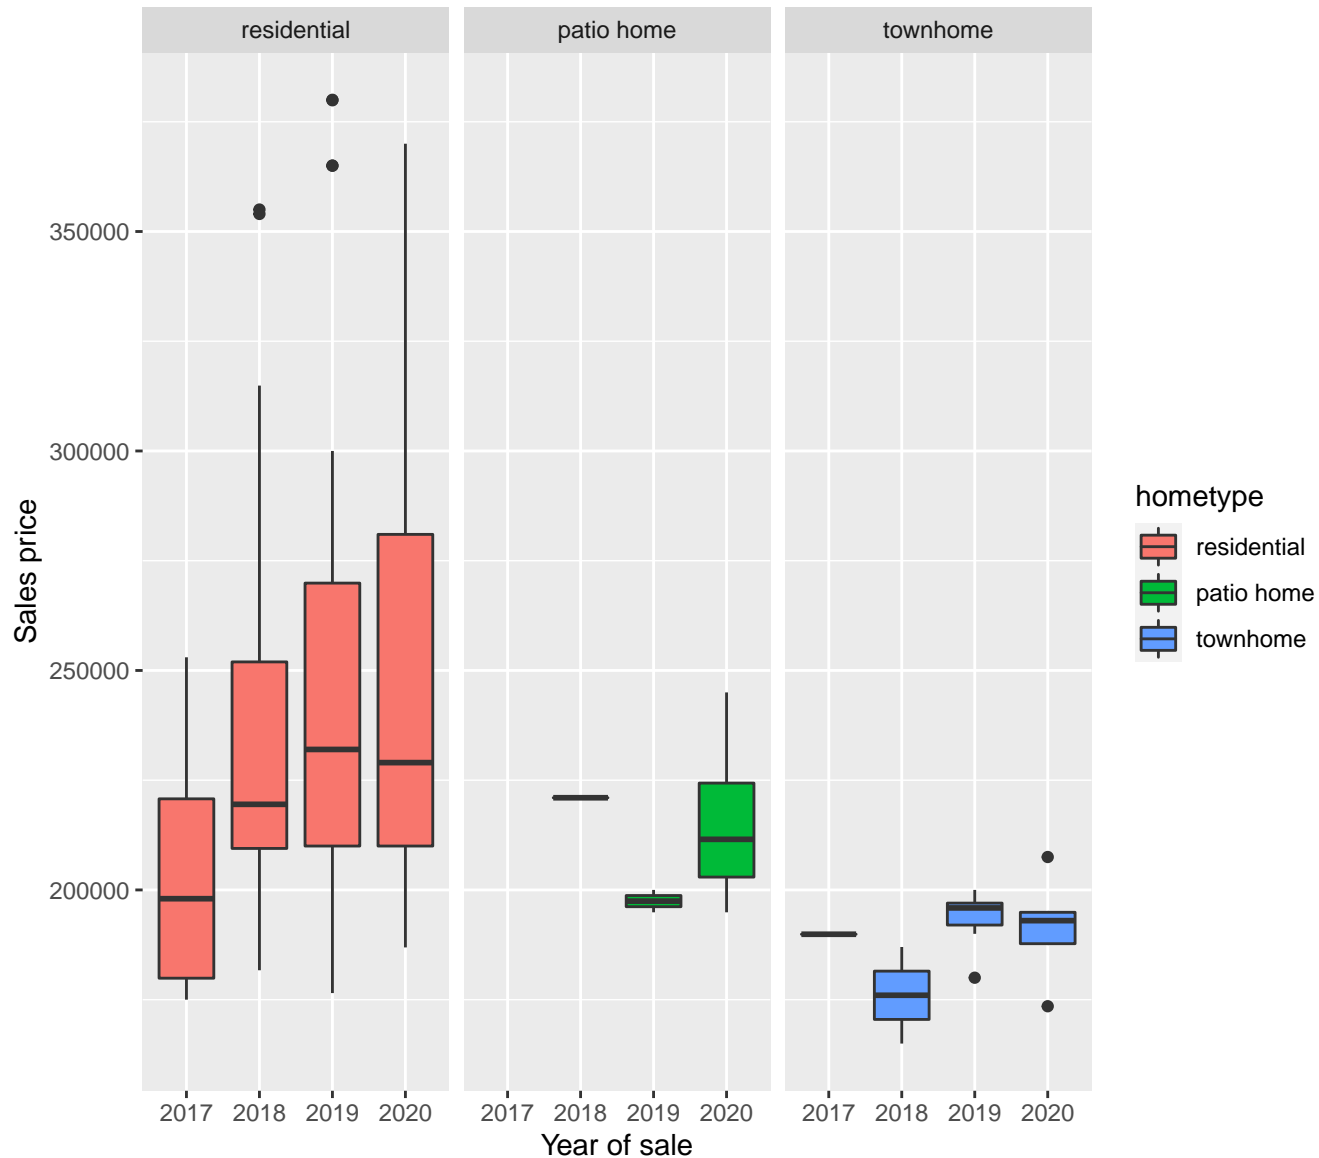 residential patio home townhome
350000
300000
250000
200000
Sales price
2017 2018 2019 2020 2017 2018 2019 2020 2017 2018 2019 2020
Year of sale
hometype
residential
patio home
townhome